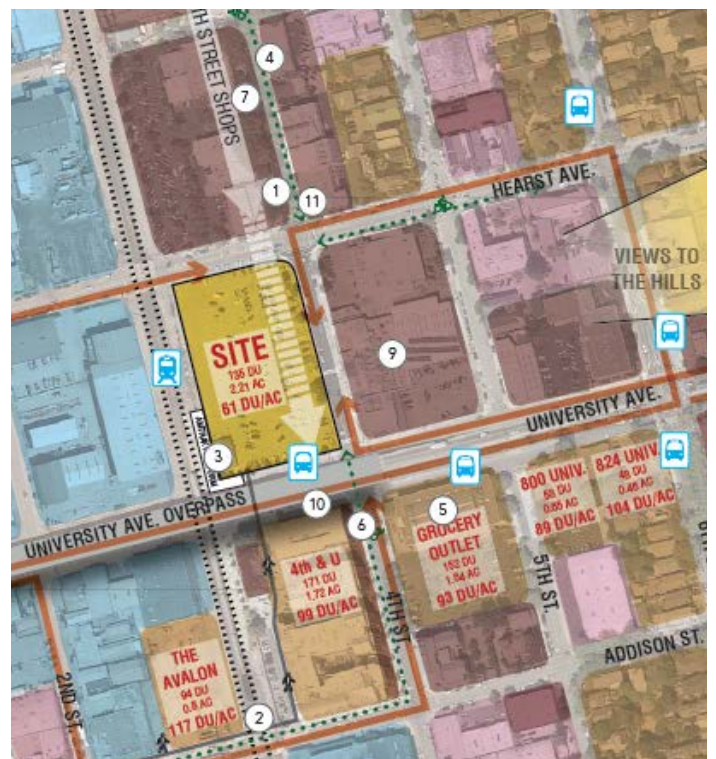 TH STREET SHOPS
4
7
1
11
HEARST AVE.
VIEWS TO
THE HILLS
SITE
135 DU
2.21 AC
61 DU/AC
9
3
UNIVERSITY AVE.
UNIVERSITY AVE. OVERPASS
10
6
5
GROCERY
OUTLET
152 DU
1.64 AC
93 DU/AC
800 UNIV.
58 DU
0.65 AC
89 DU/AC
824 UNIV.
48 DU
0.46 AC
104 DU/AC
4th & U
171 DU
1.72 AC
99 DU/AC
4TH ST.
5TH ST.
ADDISON ST.
2ND ST.
THE
AVALON
94 DU
0.8 AC
117 DU/AC
2